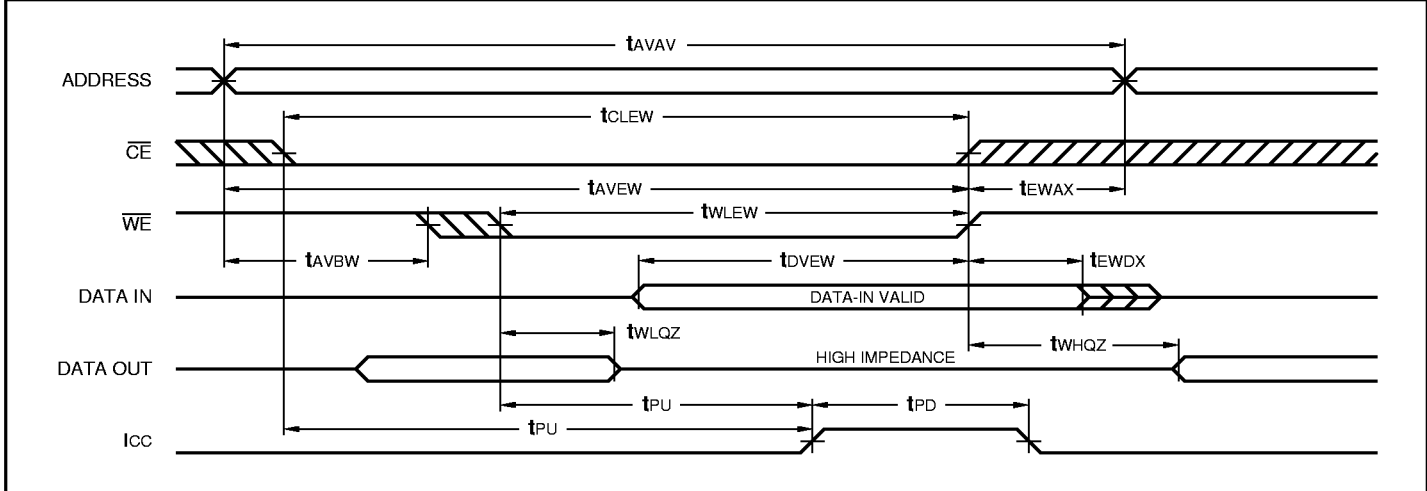 tAVAV
ADDRESS
tCLEW
CE
tAVEW
tEWAX
tWLEW
WE
tAVBW
tDVEW
tEWDX
DATA IN
DATA-IN VALID
tWLQZ
tWHQZ
HIGH IMPEDANCE
DATA OUT
tPU
tPD
tPU
ICC